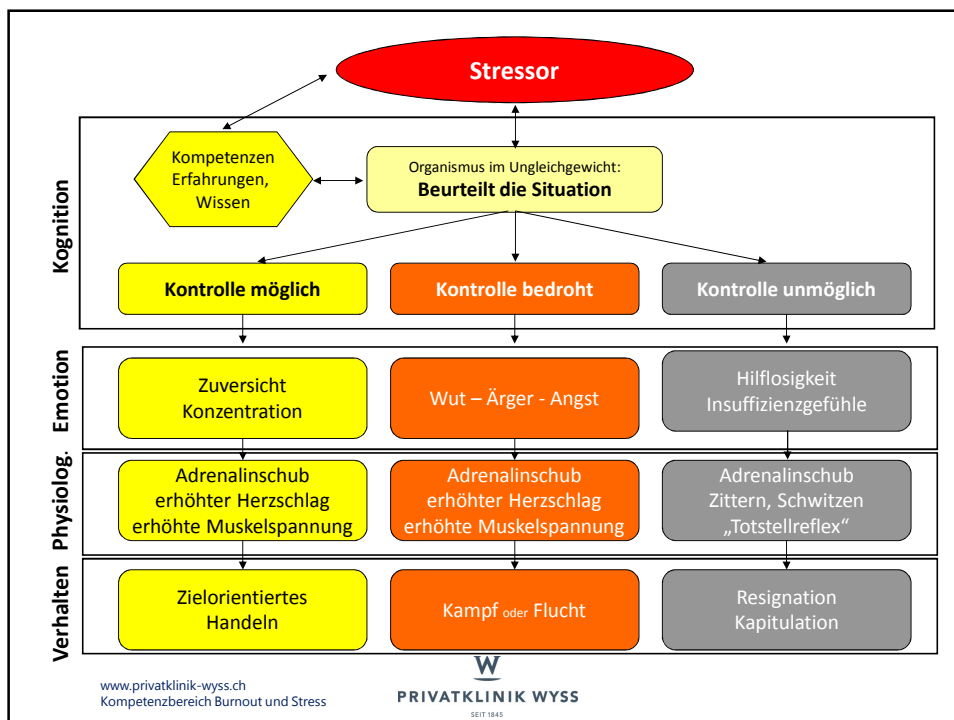 Stressor
Kompetenzen
Erfahrungen,
Wissen
Organismus im Ungleichgewicht:
Beurteilt die Situation
Kognition
Kontrolle möglich
Kontrolle bedroht
Kontrolle unmöglich
Emotion
Zuversicht
Konzentration
Wut – Ärger - Angst
Hilflosigkeit
Insuffizienzgefühle
Physiolog.
Adrenalinschub
erhöhter Herzschlag
erhöhte Muskelspannung
Adrenalinschub
erhöhter Herzschlag
erhöhte Muskelspannung
Adrenalinschub
Zittern, Schwitzen
„Totstellreflex“
Verhalten
Zielorientiertes
Handeln
Kampf oder Flucht
Resignation
Kapitulation
www.privatklinik-wyss.ch
Kompetenzbereich Burnout und Stress
W
PRIVATKLINIK WYSS
SEIT 1845